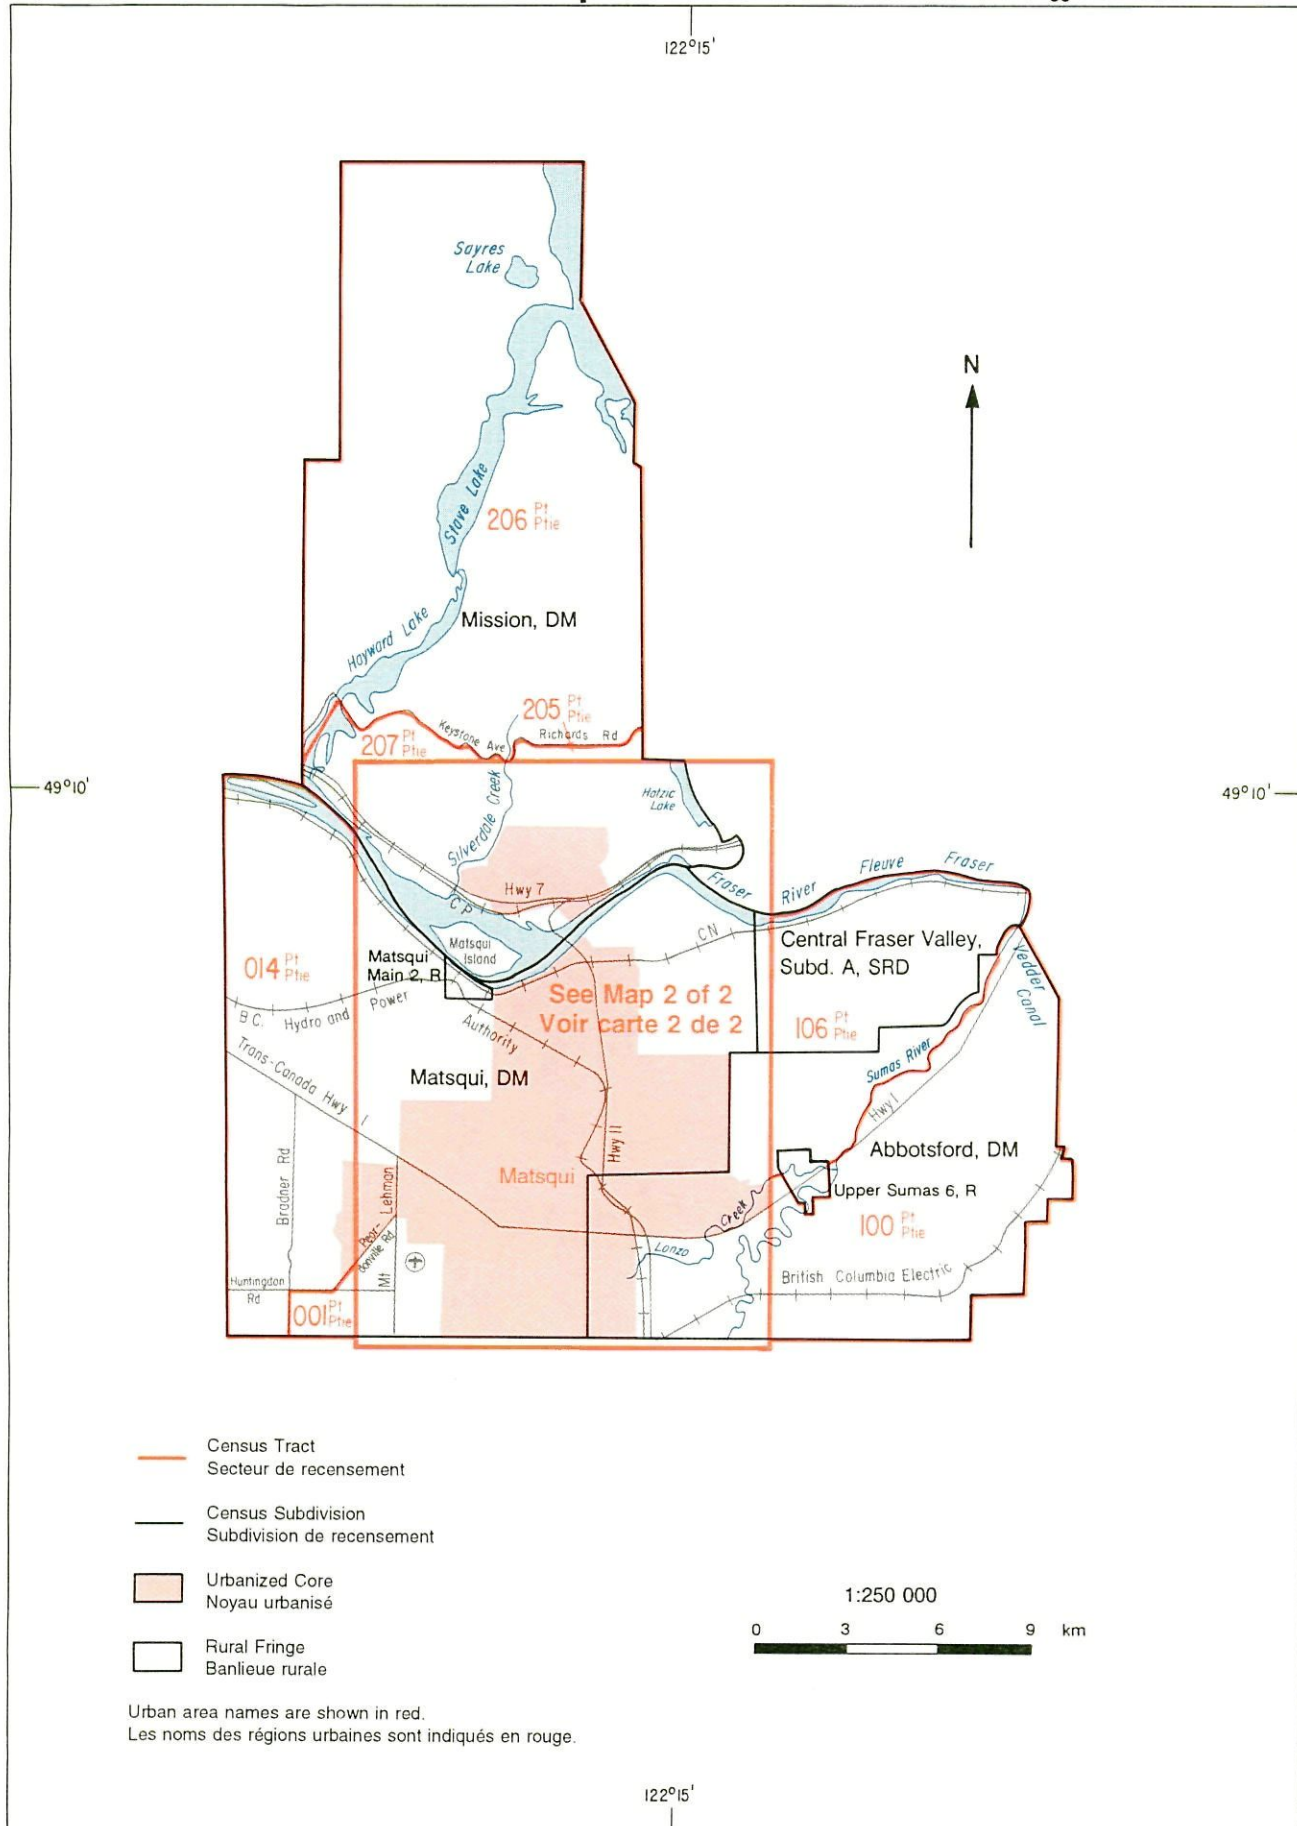 122°15'
Sayres
Lake
N
Stave Lake
206 Pt
Ptie
Mission, DM
Hayward Lake
205 Pt
Ptie
Keystone Ave
Richards Rd
207 Pt
Ptie
49°10'
49°10'
Hatzic
Lake
Silverdale Creek
Fraser River Fleuve Fraser
Hwy 7
CP
CN
Central Fraser Valley,
Subd. A, SRD
Matsqui
Island
Matsqui
Main 2, R
014 Pt
Ptie
Vedder
Canal
See Map 2 of 2
Voir carte 2 de 2
106 Pt
Ptie
B.C. Hydro and Power Authority
Sumas River
Trans-Canada Hwy 1
Matsqui, DM
Hwy 1
Hwy 11
Abbotsford, DM
Matsqui
Bradner Rd
Mt Lehman
Upper Sumas 6, R
Creek
100 Pt
Ptie
Pear-
donville Rd
Lonzo
British Columbia Electric
Huntingdon
Rd
001 Pt
Ptie
Census Tract
Secteur de recensement
Census Subdivision
Subdivision de recensement
Urbanized Core
Noyau urbanisé
1:250 000
0 3 6 9 km
Rural Fringe
Banlieue rurale
Urban area names are shown in red.
Les noms des régions urbaines sont indiqués en rouge.
122°15'